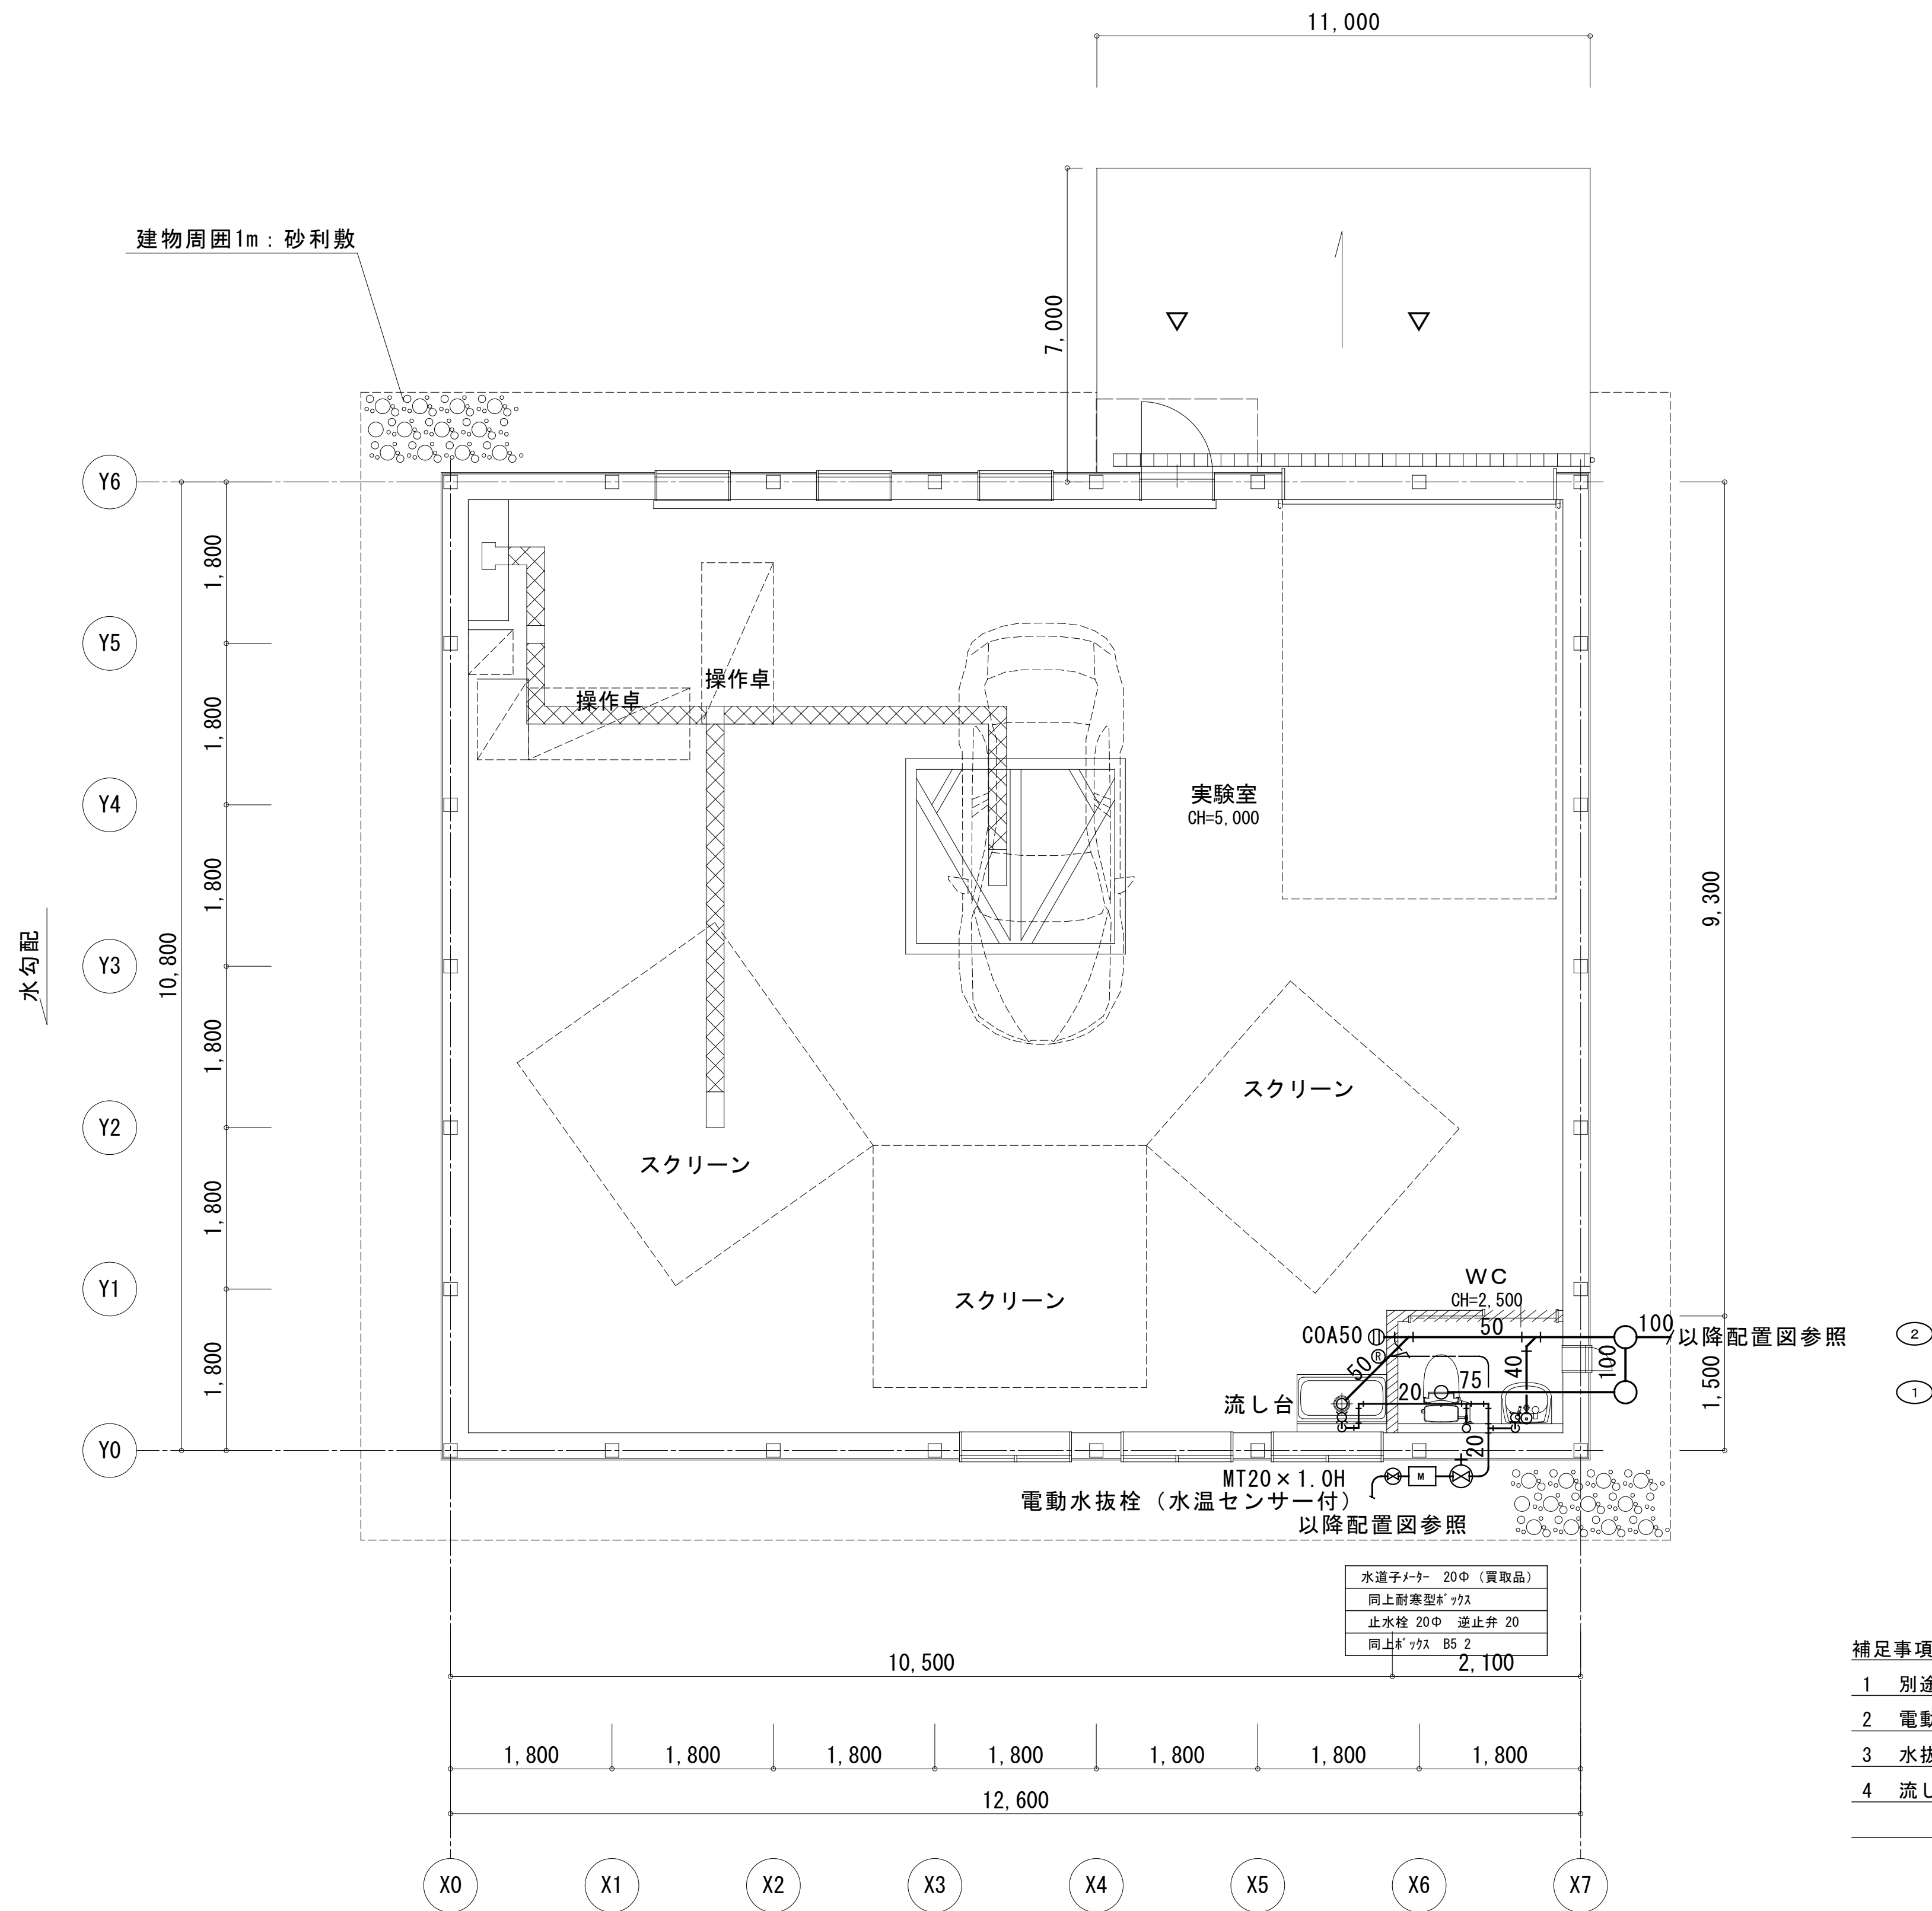 11,000
建物周囲1m：砂利敷
7,000
Y6
Y5
Y4
Y3
Y2
Y1
Y0
1,800
1,800
1,800
1,800
1,800
1,800
10,800
水勾配
操作卓
操作卓
実験室
CH=5,000
9,300
スクリーン
スクリーン
スクリーン
WC
CH=2,500
COA50
50
100
以降配置図参照
R
50
40
100
75
20
流し台
20
1,500
2
1
MT20×1.0H
M
電動水抜栓（水温センサー付）
以降配置図参照
水道子ﾒｰﾀｰ 20Φ（買取品）
同上耐寒型ﾎﾞｯｸｽ
止水栓 20Φ 逆止弁 20
同上ﾎﾞｯｸｽ B5 2
10,500
2,100
1,800
1,800
1,800
1,800
1,800
1,800
1,800
12,600
X0
X1
X2
X3
X4
X5
X6
X7
補足事項
1 別途
2 電動
3 水抜
4 流し